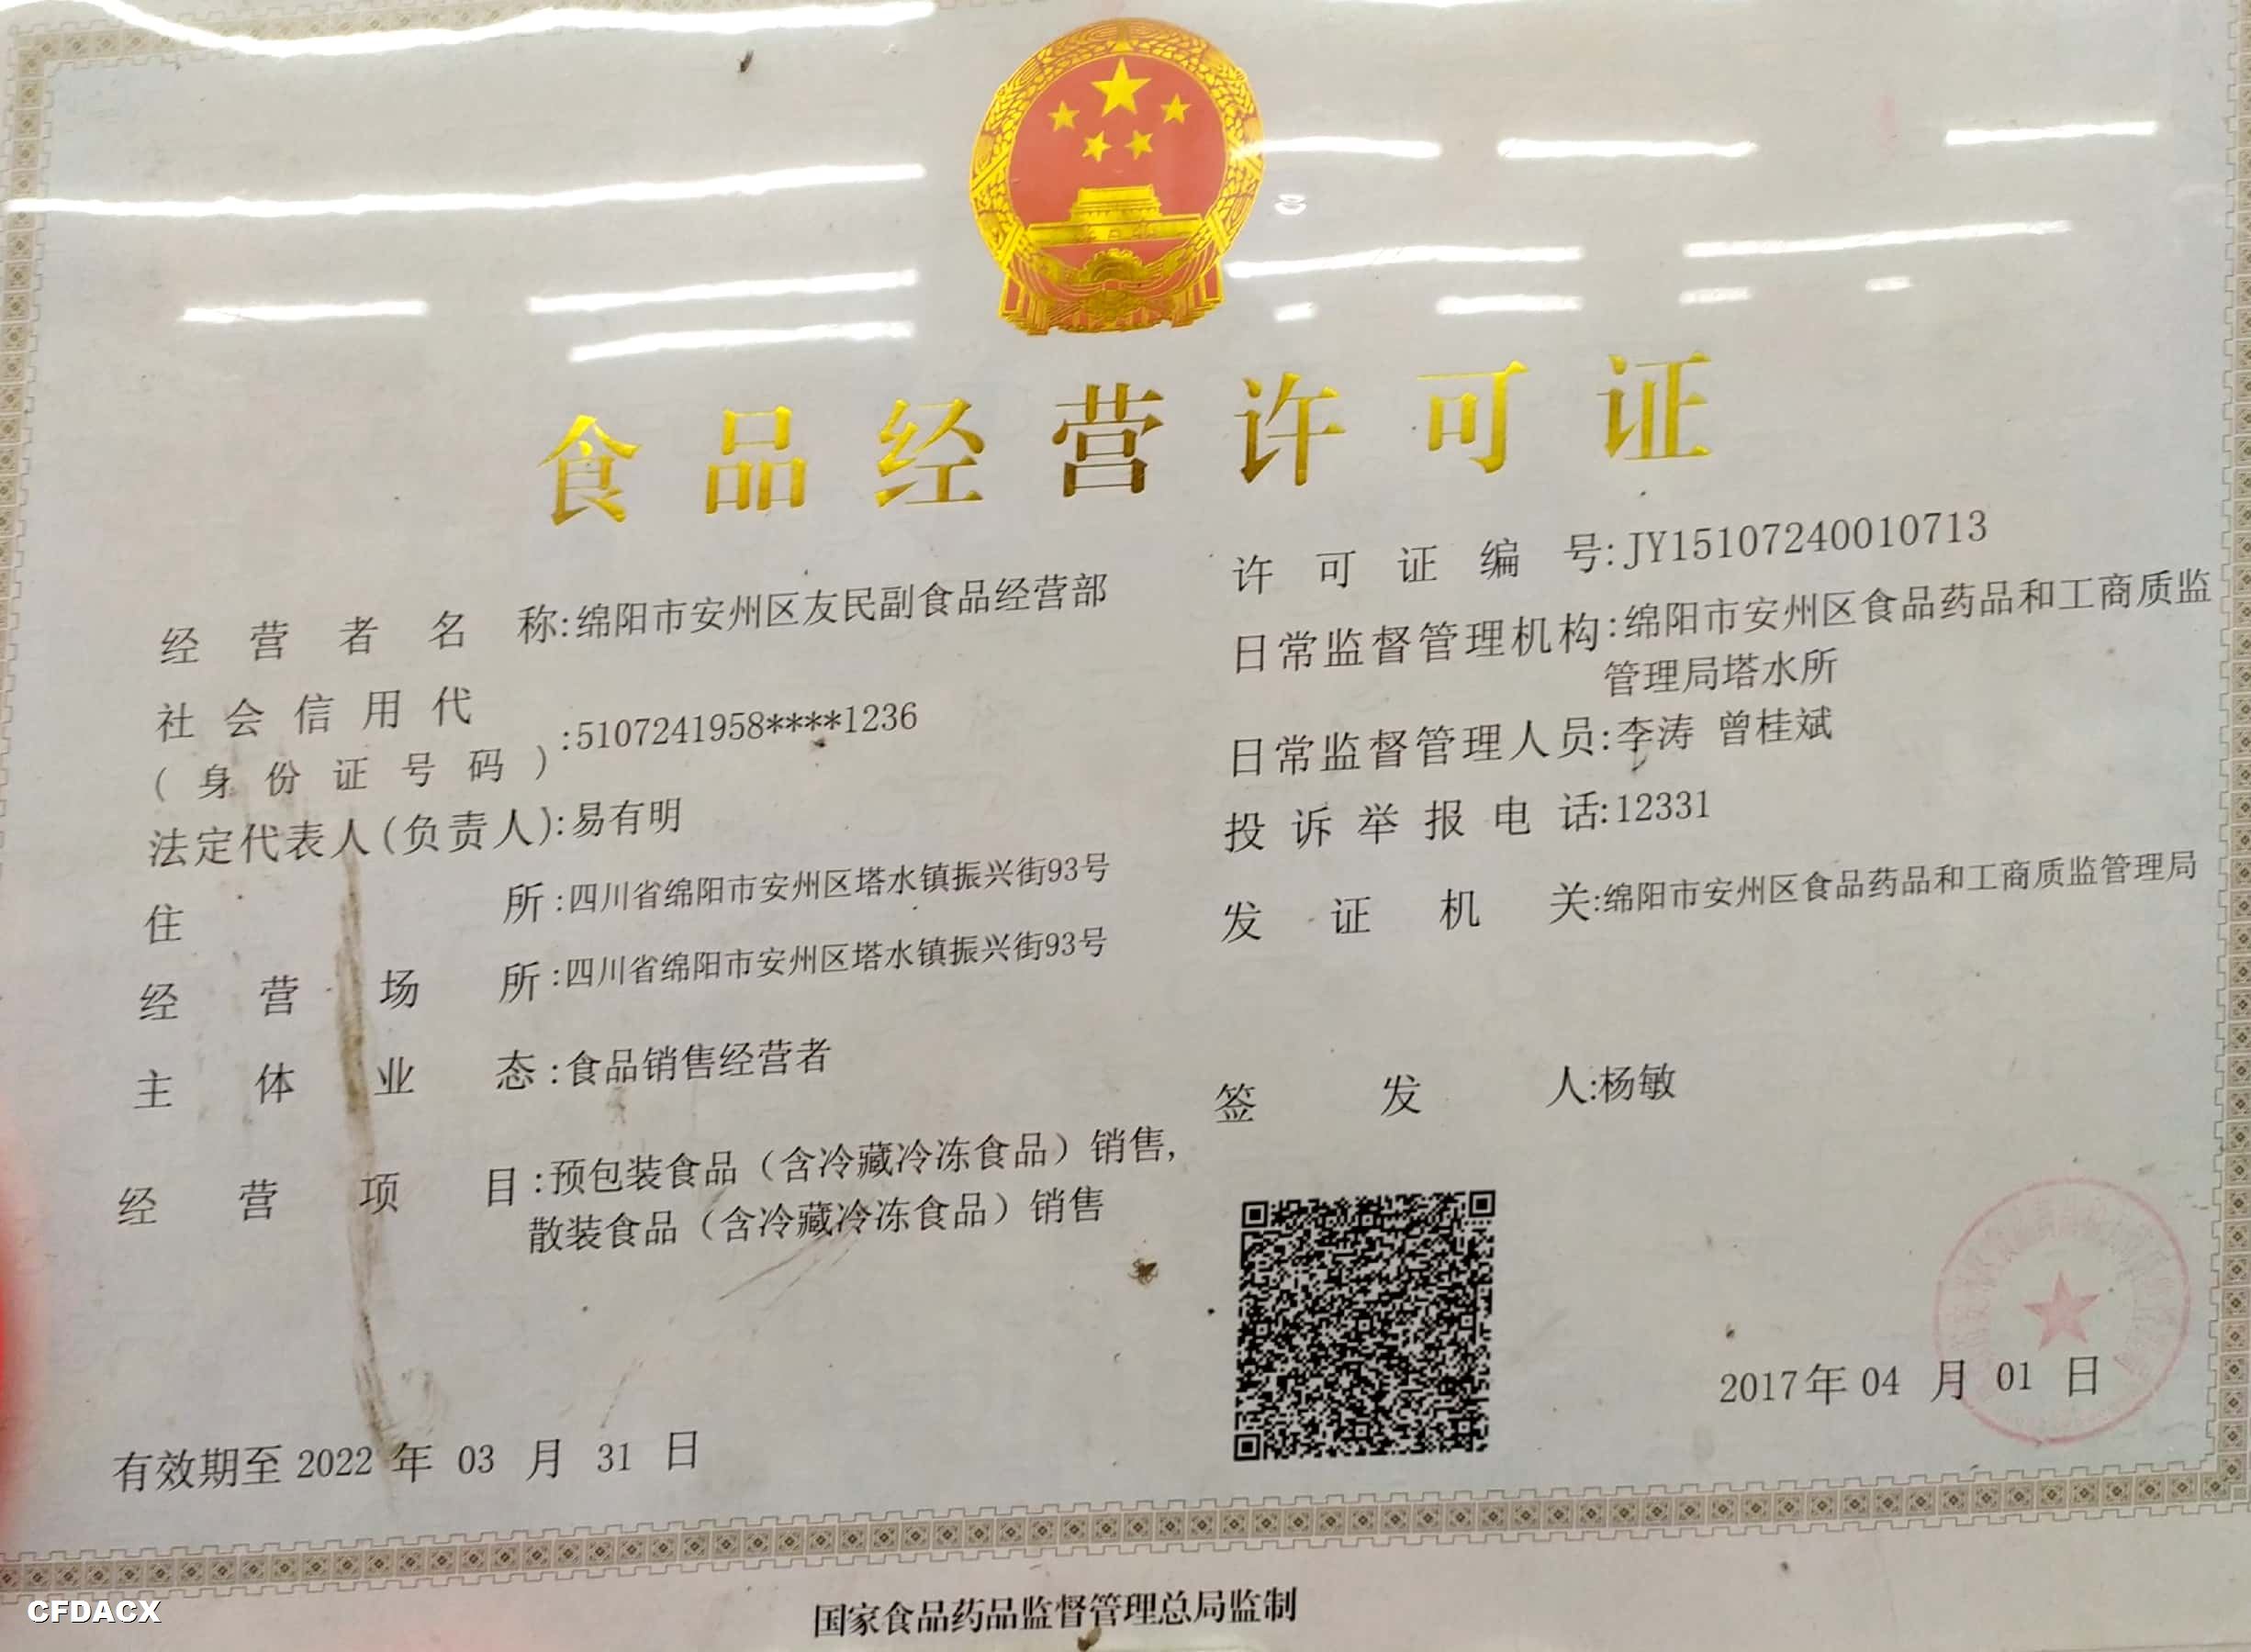 食品经营许可证
经营者名称:绵阳市安州区友民副食品经营部
社会信用代
(身份证号码):5107241958****1236
法定代表人(负责人):易有明
住所:四川省绵阳市安州区塔水镇振兴街93号
经营场所:四川省绵阳市安州区塔水镇振兴街93号
主体业态:食品销售经营者
经营项目:预包装食品（含冷藏冷冻食品）销售,
散装食品（含冷藏冷冻食品）销售
有效期至 2022 年 03 月 31 日
许可证编号:JY15107240010713
日常监督管理机构:绵阳市安州区食品药品和工商质监
管理局塔水所
日常监督管理人员:李涛 曾桂斌
投诉举报电话:12331
发证机关:绵阳市安州区食品药品和工商质监管理局
签发人:杨敏
2017年 04 月 01 日
国家食品药品监督管理总局监制
CFDACX